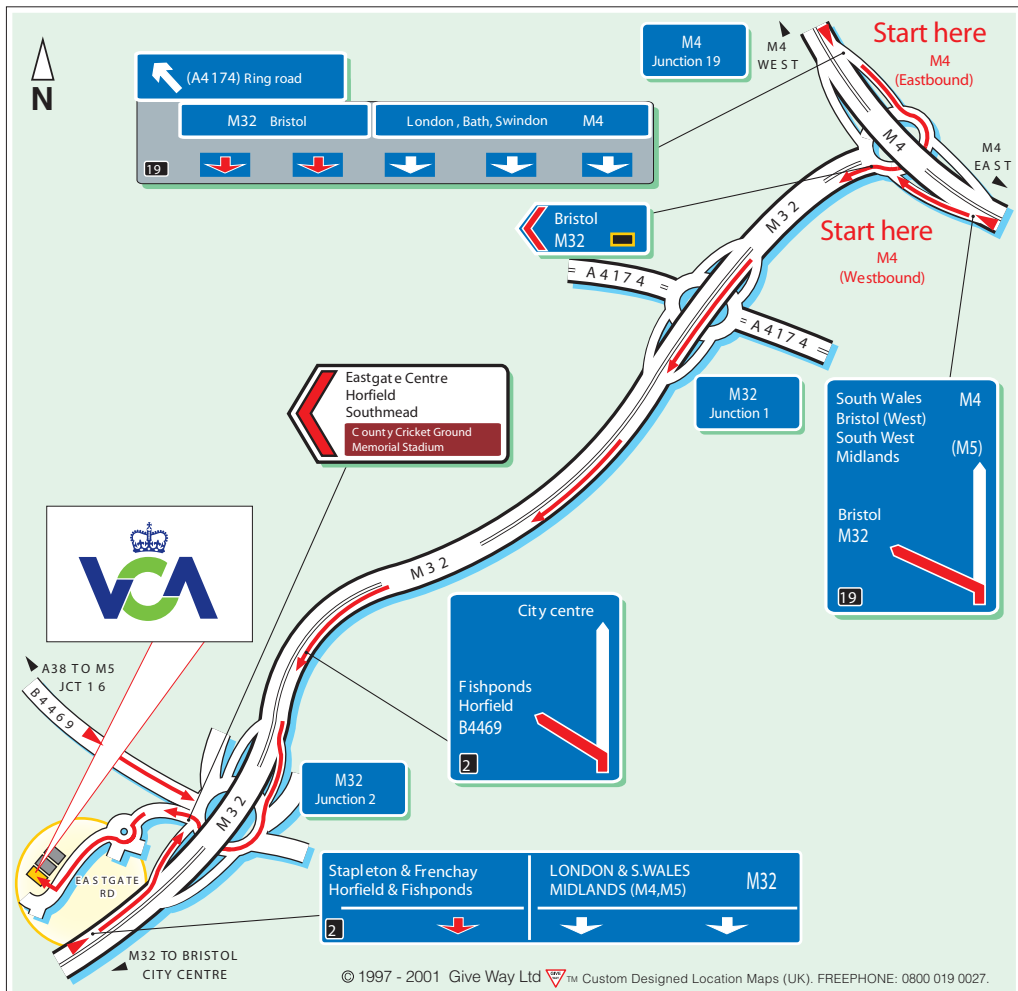 N
(A4174) Ring road
M32 Bristol
London, Bath, Swindon M4
19
M4
Junction 19
M4
WEST
Start here
M4
(Eastbound)
M4
M4
EAST
Bristol
M32
M32
Start here
M4
(Westbound)
= A4174 =
= A4174 =
M32
Junction 1
Eastgate Centre
Horfield
Southmead
County Cricket Ground
Memorial Stadium
South Wales M4
Bristol (West)
South West (M5)
Midlands
Bristol
M32
19
VCA
M32
City centre
Fishponds
Horfield
B4469
2
A38 TO M5
JCT 16
B4469
M32
M32
Junction 2
EASTGATE
RD
Stapleton & Frenchay
Horfield & Fishponds
2
LONDON & S.WALES M32
MIDLANDS (M4,M5)
M32 TO BRISTOL
CITY CENTRE
© 1997 - 2001 Give Way Ltd GIVE WAY TM Custom Designed Location Maps (UK). FREEPHONE: 0800 019 0027.